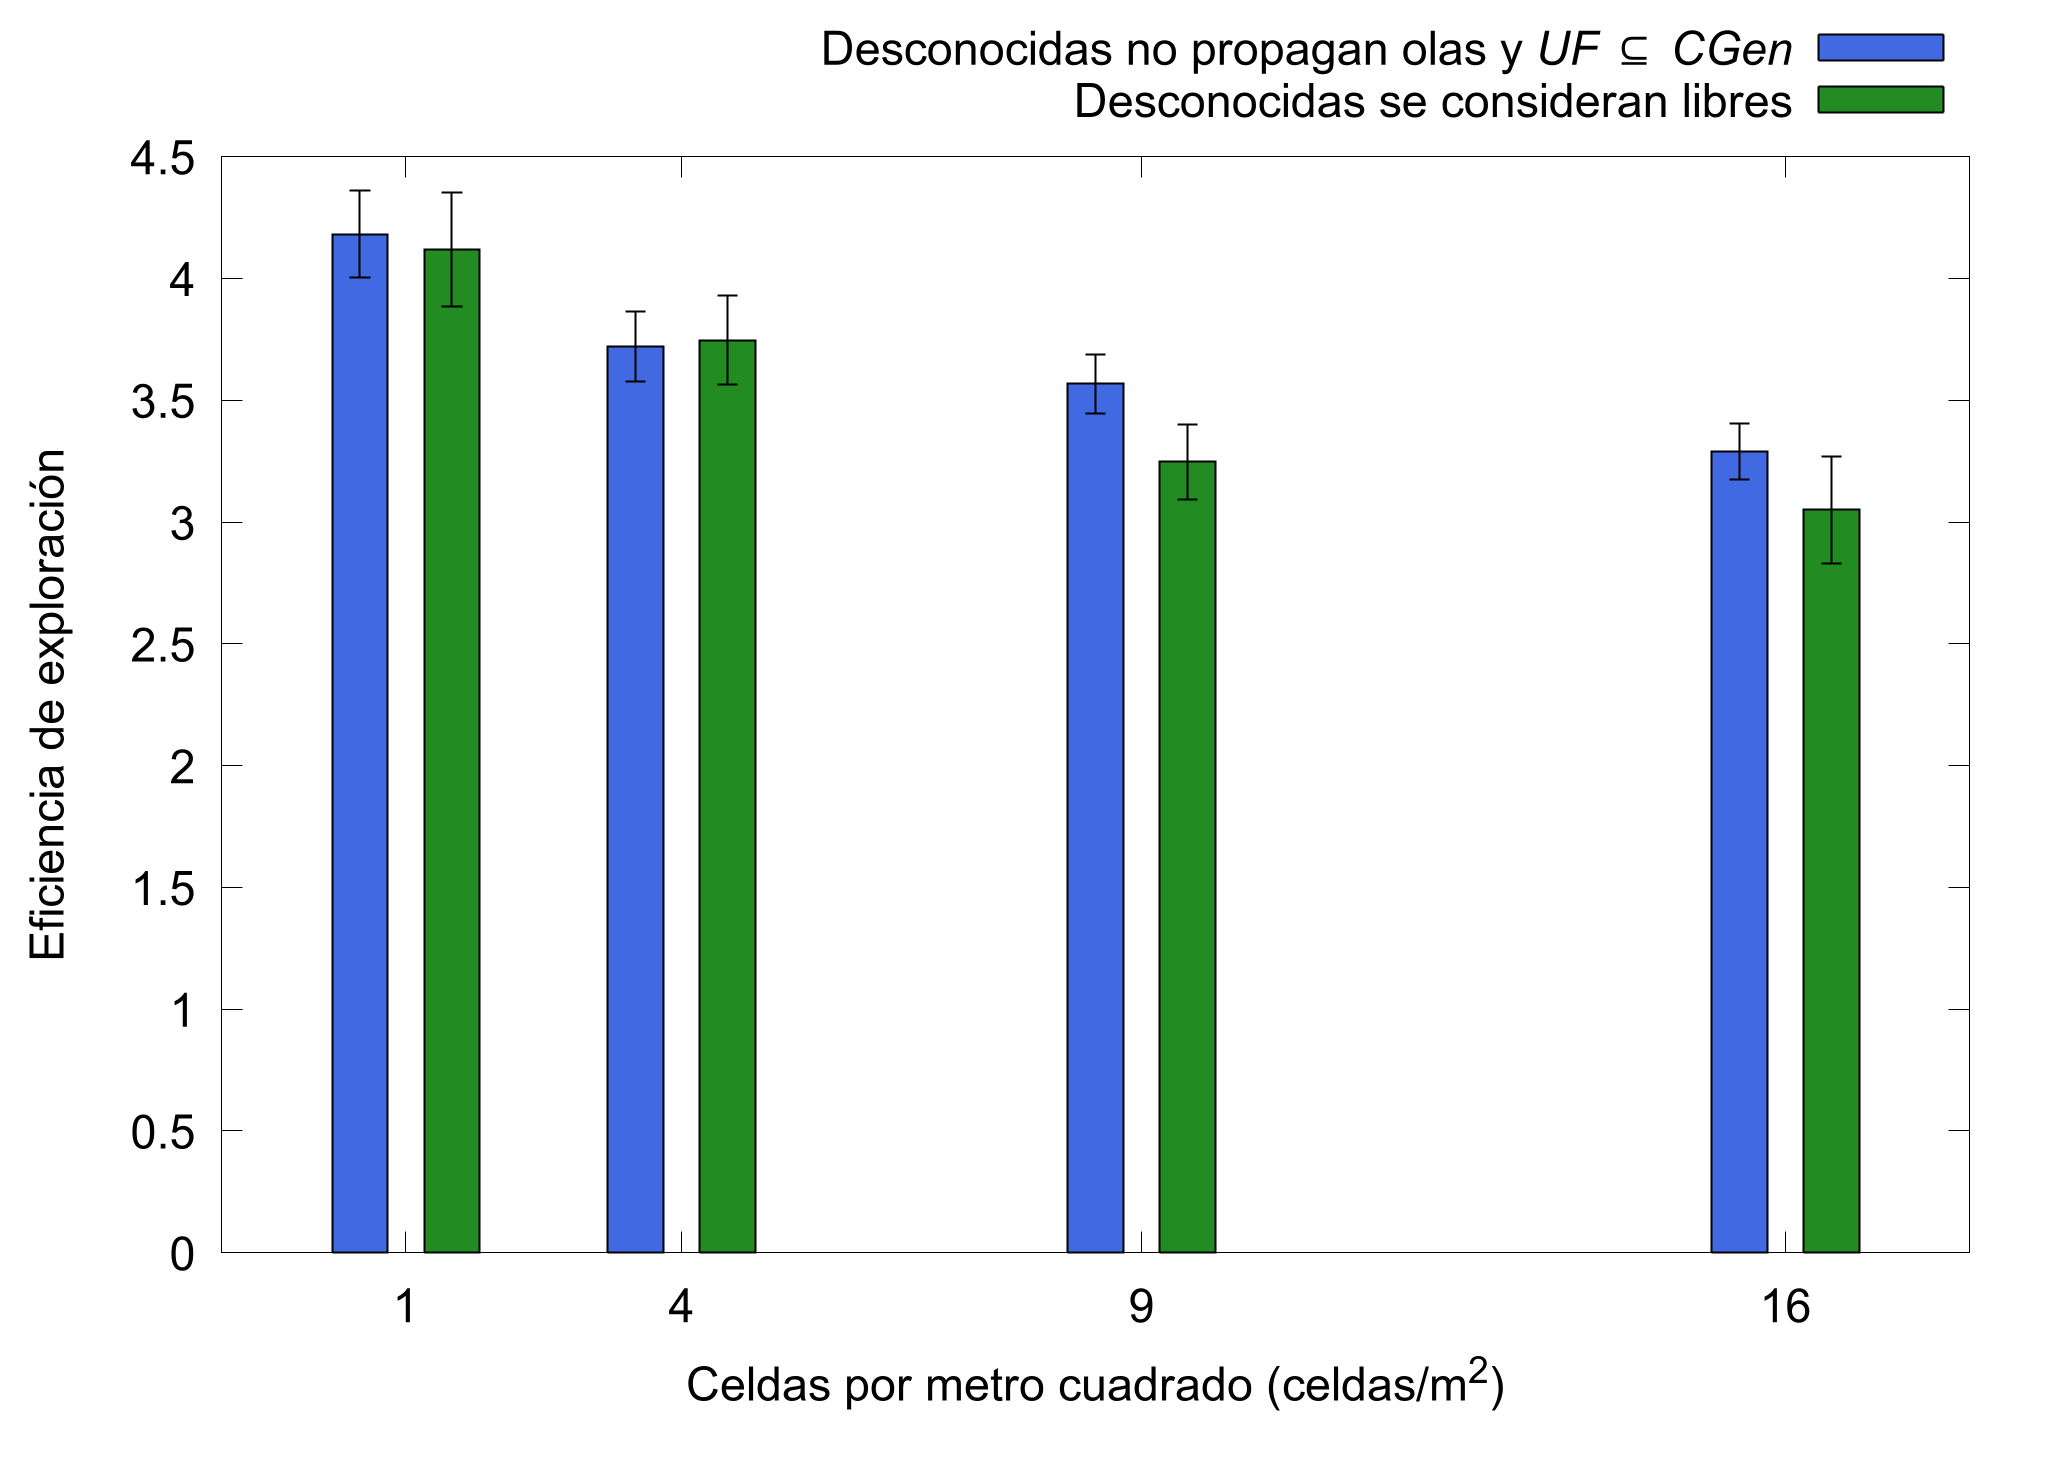 Desconocidas no propagan olas y UF ⊆ CGen
Desconocidas se consideran libres
4.5
4
3.5
3
2.5
2
1.5
1
0.5
0
Eficiencia de exploración
1 4 9 16
Celdas por metro cuadrado (celdas/m²)